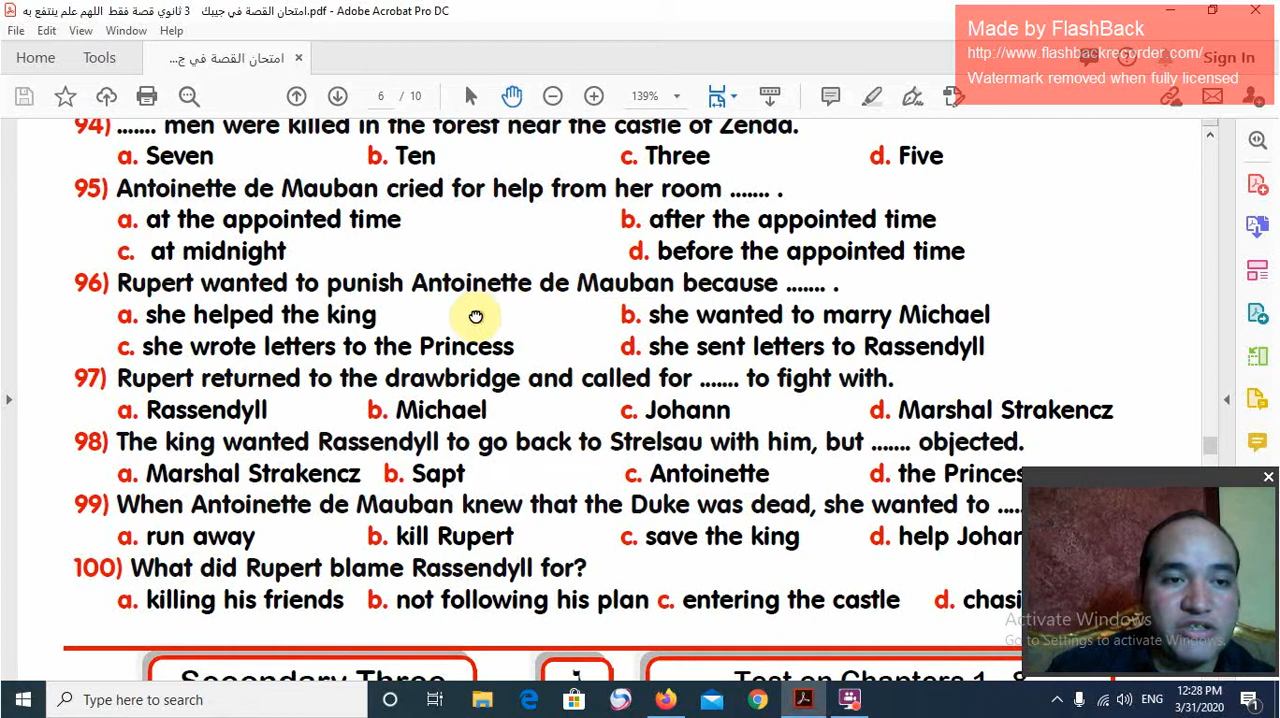 امتحان القصة في جيبك 3 ثانوي قصة فقط اللهم علم ينتفع به.pdf - Adobe Acrobat Pro DC
Made by FlashBack
http://www.flashbackrecorder.com/
Watermark removed when fully licensed
File Edit View Window Help
Home Tools امتحان القصة في ج... × Sign In
6 / 10 139%
94) ....... men were killed in the forest near the castle of Zenda.
a. Seven b. Ten c. Three d. Five
95) Antoinette de Mauban cried for help from her room ....... .
a. at the appointed time b. after the appointed time
c. at midnight d. before the appointed time
96) Rupert wanted to punish Antoinette de Mauban because ....... .
a. she helped the king b. she wanted to marry Michael
c. she wrote letters to the Princess d. she sent letters to Rassendyll
97) Rupert returned to the drawbridge and called for ....... to fight with.
a. Rassendyll b. Michael c. Johann d. Marshal Strakencz
98) The king wanted Rassendyll to go back to Strelsau with him, but ....... objected.
a. Marshal Strakencz b. Sapt c. Antoinette d. the Princes
99) When Antoinette de Mauban knew that the Duke was dead, she wanted to ....
a. run away b. kill Rupert c. save the king d. help Johan
100) What did Rupert blame Rassendyll for?
a. killing his friends b. not following his plan c. entering the castle d. chasi
Activate Windows
Go to Settings to activate Windows.
Secondary Three ٦ Test on Chapters 1 - 8
Type here to search
ENG
12:28 PM
3/31/2020